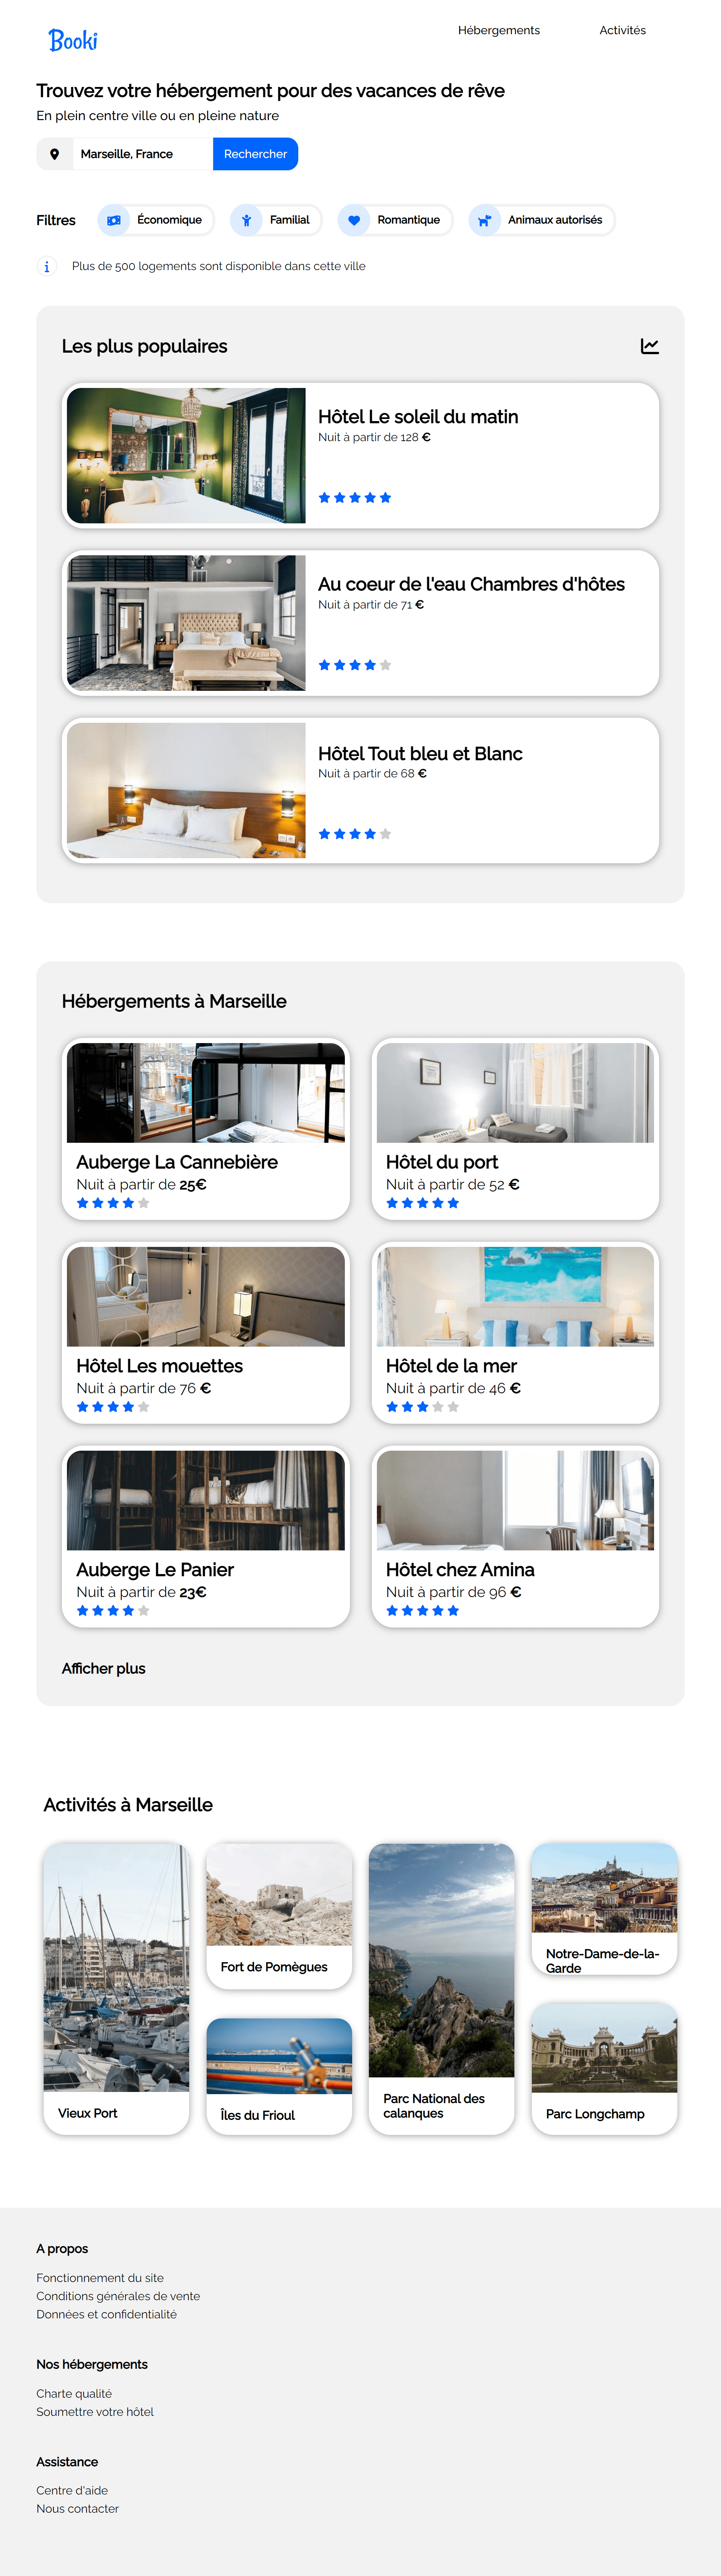 Booki
Hébergements
Activités
Trouvez votre hébergement pour des vacances de rêve
En plein centre ville ou en pleine nature
Marseille, France
Rechercher
Filtres
Économique
Familial
Romantique
Animaux autorisés
Plus de 500 logements sont disponible dans cette ville
Les plus populaires
Hôtel Le soleil du matin
Nuit à partir de 128 €
Au coeur de l'eau Chambres d'hôtes
Nuit à partir de 71 €
Hôtel Tout bleu et Blanc
Nuit à partir de 68 €
Hébergements à Marseille
Auberge La Cannebière
Nuit à partir de 25€
Hôtel du port
Nuit à partir de 52 €
Hôtel Les mouettes
Nuit à partir de 76 €
Hôtel de la mer
Nuit à partir de 46 €
Auberge Le Panier
Nuit à partir de 23€
Hôtel chez Amina
Nuit à partir de 96 €
Afficher plus
Activités à Marseille
Vieux Port
Fort de Pomègues
Îles du Frioul
Parc National des
calanques
Notre-Dame-de-la-
Garde
Parc Longchamp
A propos
Fonctionnement du site
Conditions générales de vente
Données et confidentialité
Nos hébergements
Charte qualité
Soumettre votre hôtel
Assistance
Centre d'aide
Nous contacter